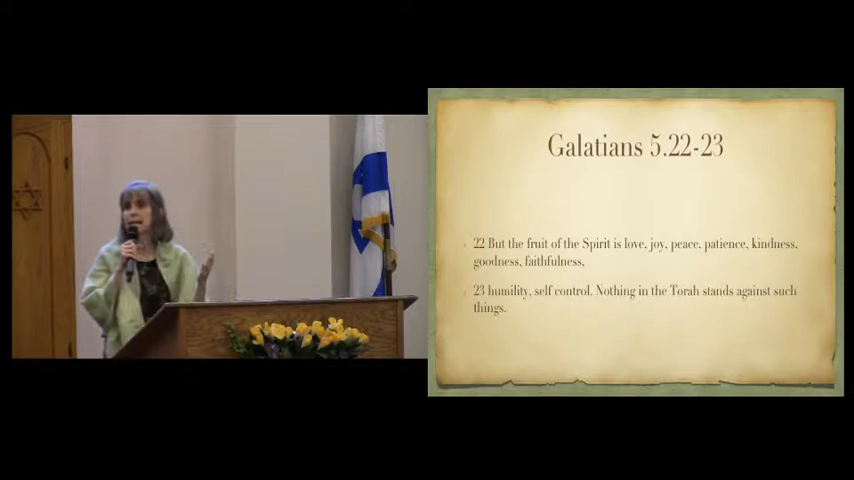 Galatians 5.22-23
22 But the fruit of the Spirit is love, joy, peace, patience, kindness,
goodness, faithfulness,
23 humility, self control. Nothing in the Torah stands against such
things.